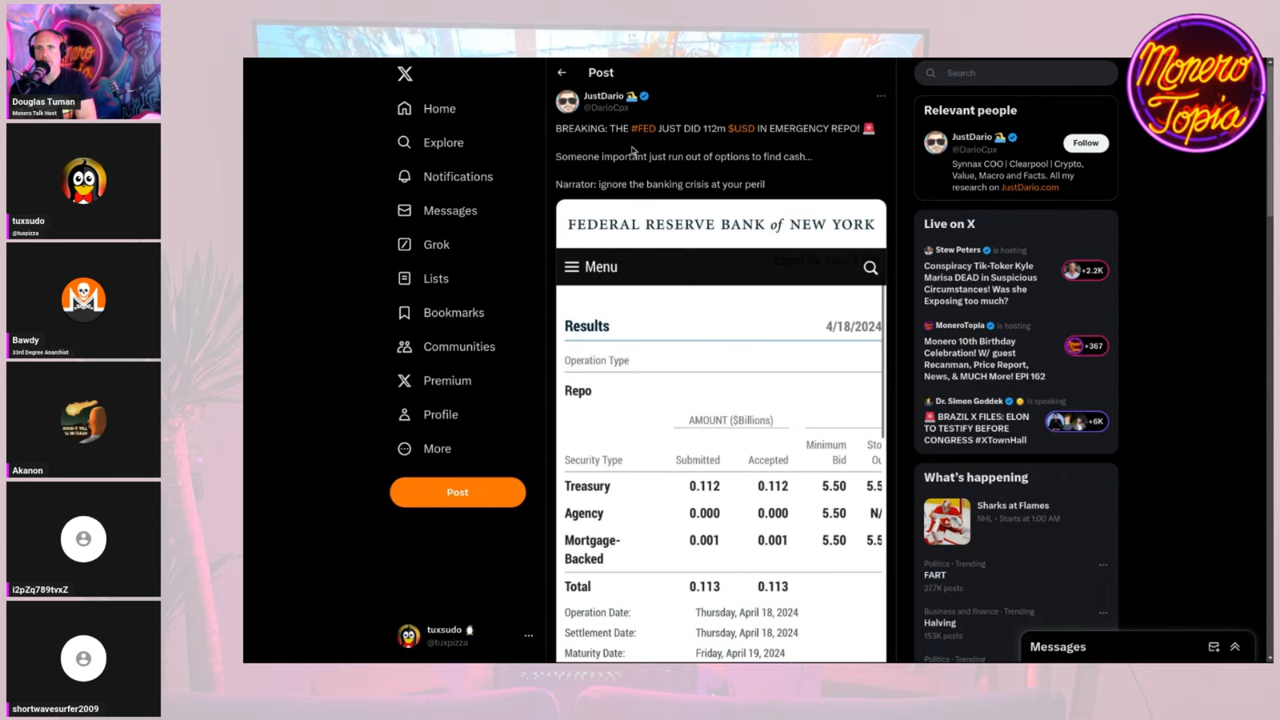 Douglas Tuman
Monero Talk Host
tuxsudo
@tuxpizza
Bawdy
33rd Degree Anarchist
Akanon
i2pZq789tvxZ
shortwavesurfer2009
Home
Explore
Notifications
Messages
Grok
Lists
Bookmarks
Communities
Premium
Profile
More
Post
tuxsudo
@tuxpizza
Post
JustDario
@DarioCpx
BREAKING: THE #FED JUST DID 112m $USD IN EMERGENCY REPO!
Someone important just run out of options to find cash...
Narrator: ignore the banking crisis at your peril
FEDERAL RESERVE BANK of NEW YORK
Menu
Results 4/18/2024
Operation Type
Repo
AMOUNT ($Billions)
Minimum Sto
Security Type Submitted Accepted Bid Ou
Treasury 0.112 0.112 5.50 5.5
Agency 0.000 0.000 5.50 N/
Mortgage- 0.001 0.001 5.50 5.5
Backed
Total 0.113 0.113
Operation Date: Thursday, April 18, 2024
Settlement Date: Thursday, April 18, 2024
Maturity Date: Friday, April 19, 2024
Search
Relevant people
JustDario
@DarioCpx
Follow
Synnax COO | Clearpool | Crypto,
Value, Macro and Facts. All my
research on JustDario.com
Live on X
Stew Peters is hosting
Conspiracy Tik-Toker Kyle
Marisa DEAD in Suspicious
Circumstances! Was she
Exposing too much?
+2.2K
MoneroTopia is hosting
Monero 10th Birthday
Celebration! W/ guest
Recanman, Price Report,
News, & MUCH More! EPI 162
+367
Dr. Simon Goddek is speaking
BRAZIL X FILES: ELON
TO TESTIFY BEFORE
CONGRESS #XTownHall
+6K
What's happening
Sharks at Flames
NHL · Starts at 1:00 AM
Politics · Trending
FART
27.7K posts
Business and finance · Trending
Halving
153K posts
Politics · Trending
Messages
Monero
Topia